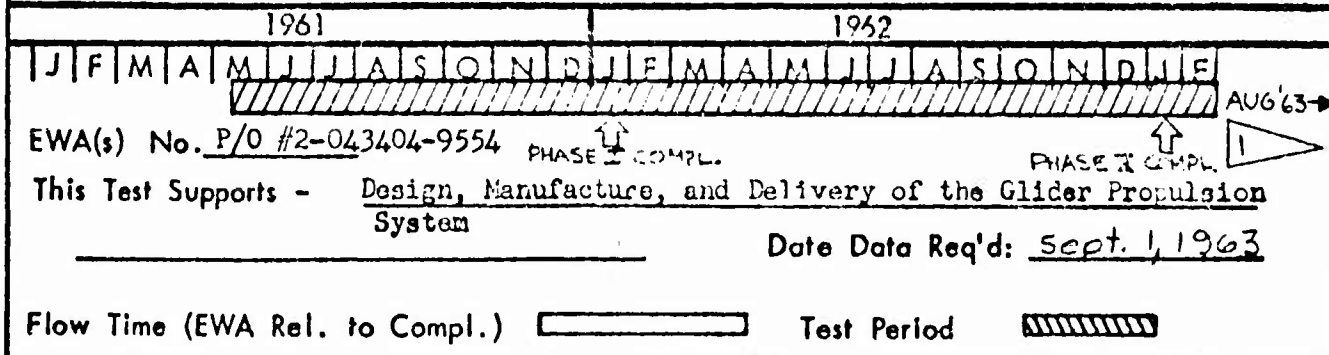 1961 1962
J F M A M J J A S O N D J F M A M J J A S O N D J F
AUG '63
EWA(s) No. P/O #2-043404-9554 PHASE I COMPL. PHASE II COMPL. 1
This Test Supports - Design, Manufacture, and Delivery of the Glider Propulsion
System
Date Data Req'd: Sept. 1, 1963
Flow Time (EWA Rel. to Compl.) Test Period